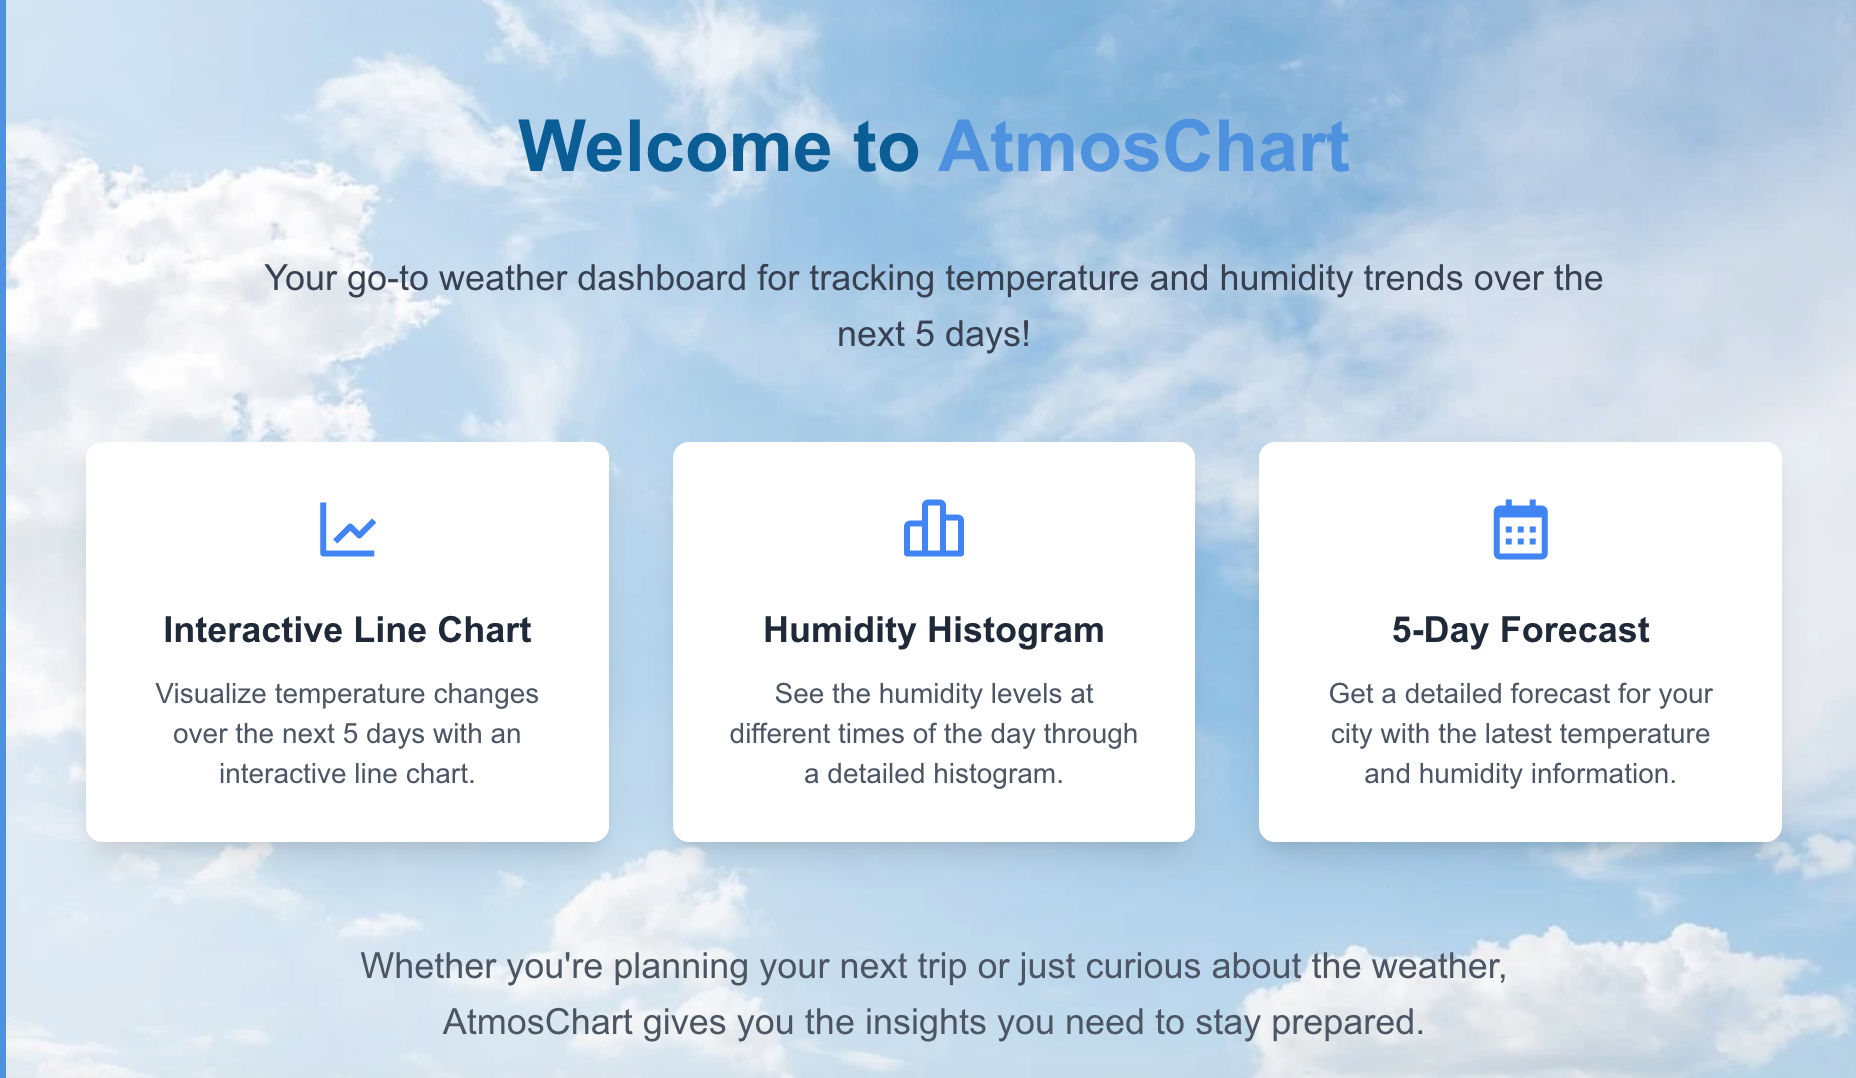 Welcome to AtmosChart
Your go-to weather dashboard for tracking temperature and humidity trends over the
next 5 days!
Interactive Line Chart
Visualize temperature changes
over the next 5 days with an
interactive line chart.
Humidity Histogram
See the humidity levels at
different times of the day through
a detailed histogram.
5-Day Forecast
Get a detailed forecast for your
city with the latest temperature
and humidity information.
Whether you're planning your next trip or just curious about the weather,
AtmosChart gives you the insights you need to stay prepared.